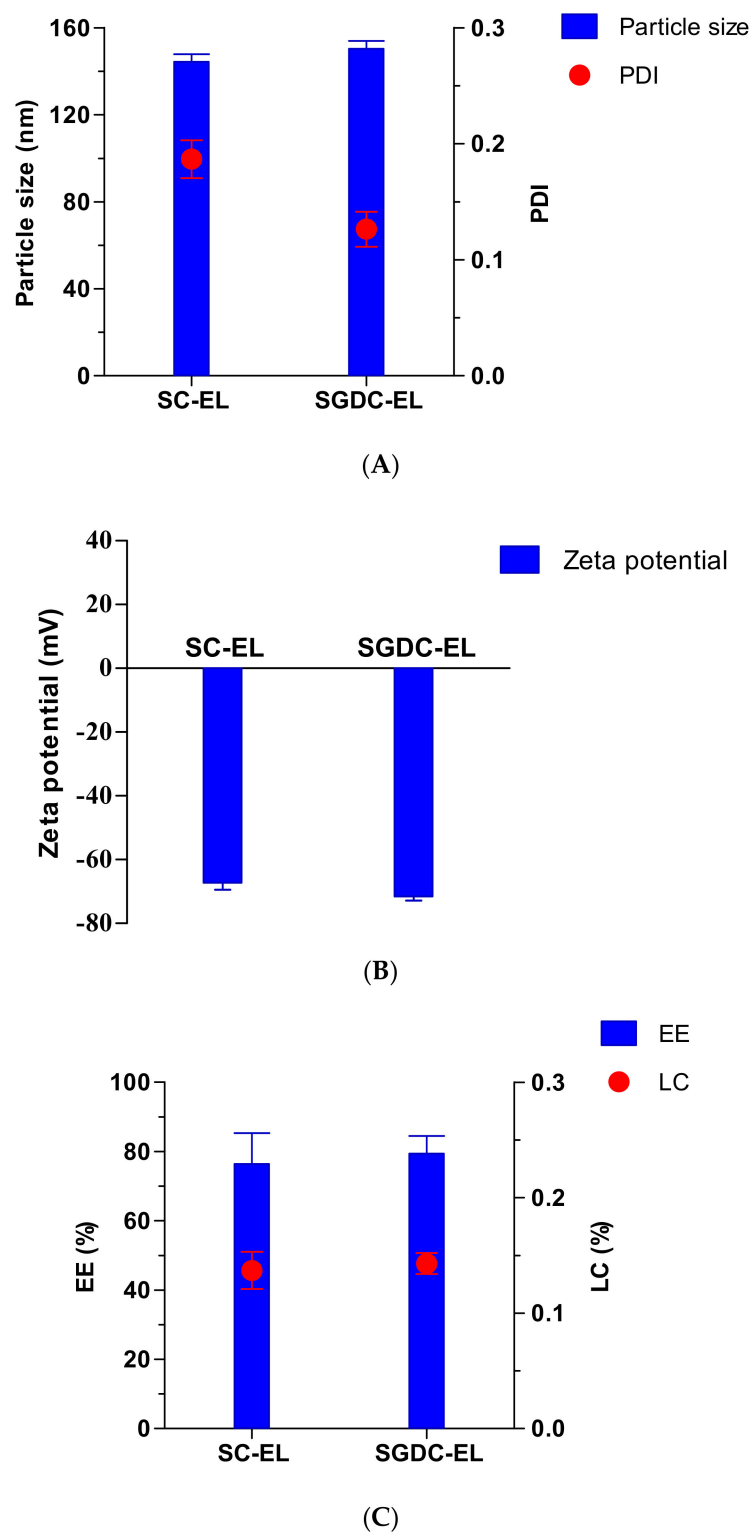 160
120
80
40
0
Particle size (nm)
0.3
0.2
0.1
0.0
PDI
Particle size
PDI
SC-EL
SGDC-EL
(A)
40
20
0
-20
-40
-60
-80
Zeta potential (mV)
Zeta potential
SC-EL
SGDC-EL
(B)
EE
LC
100
80
60
40
20
0
EE (%)
0.3
0.2
0.1
0.0
LC (%)
SC-EL
SGDC-EL
(C)